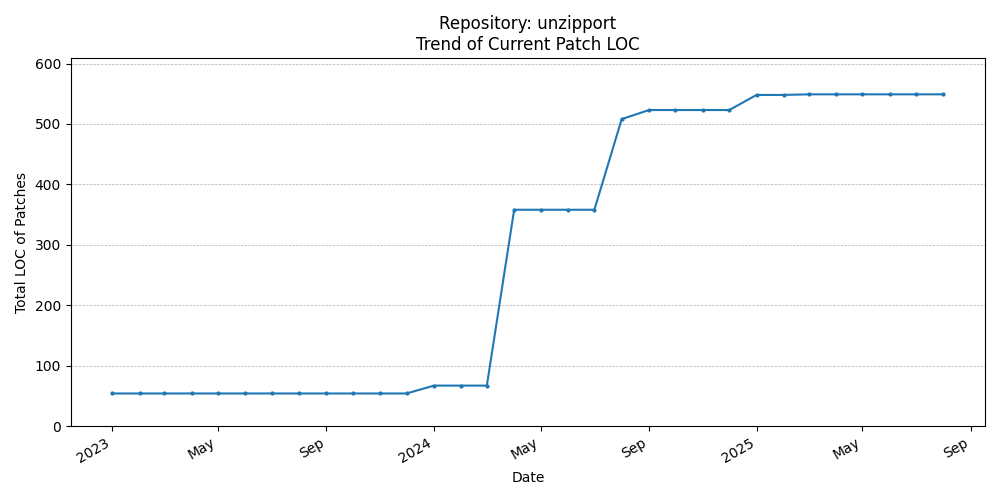 Repository: unzipport
Trend of Current Patch LOC
Total LOC of Patches
600
500
400
300
200
100
0
2023
May
Sep
2024
May
Sep
2025
May
Sep
Date